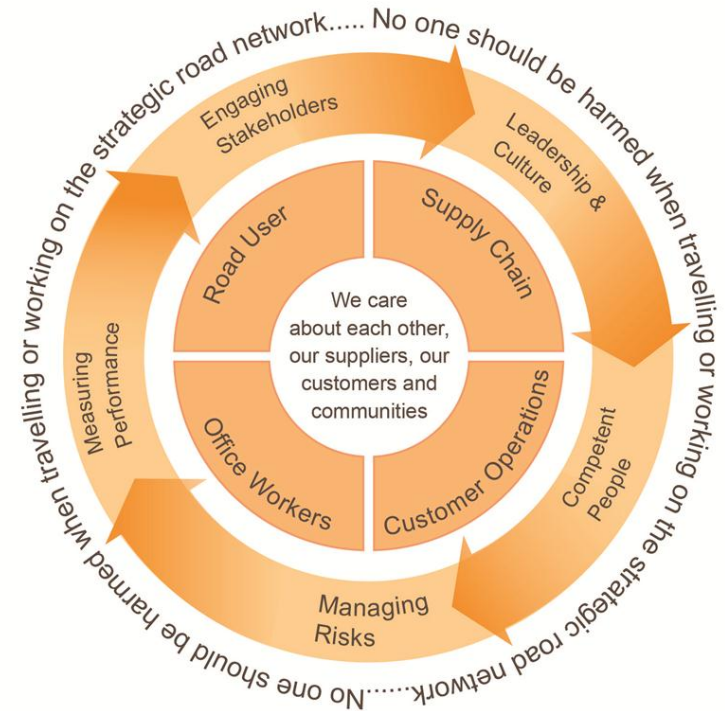 No one should be harmed when travelling or working on the strategic road network.......
No one should be harmed when travelling or working on the strategic road network.....
Engaging
Stakeholders
Leadership &
Culture
Competent
People
Managing
Risks
Measuring
Performance
Road User
Supply Chain
Customer Operations
Office Workers
We care
about each other,
our suppliers, our
customers and
communities